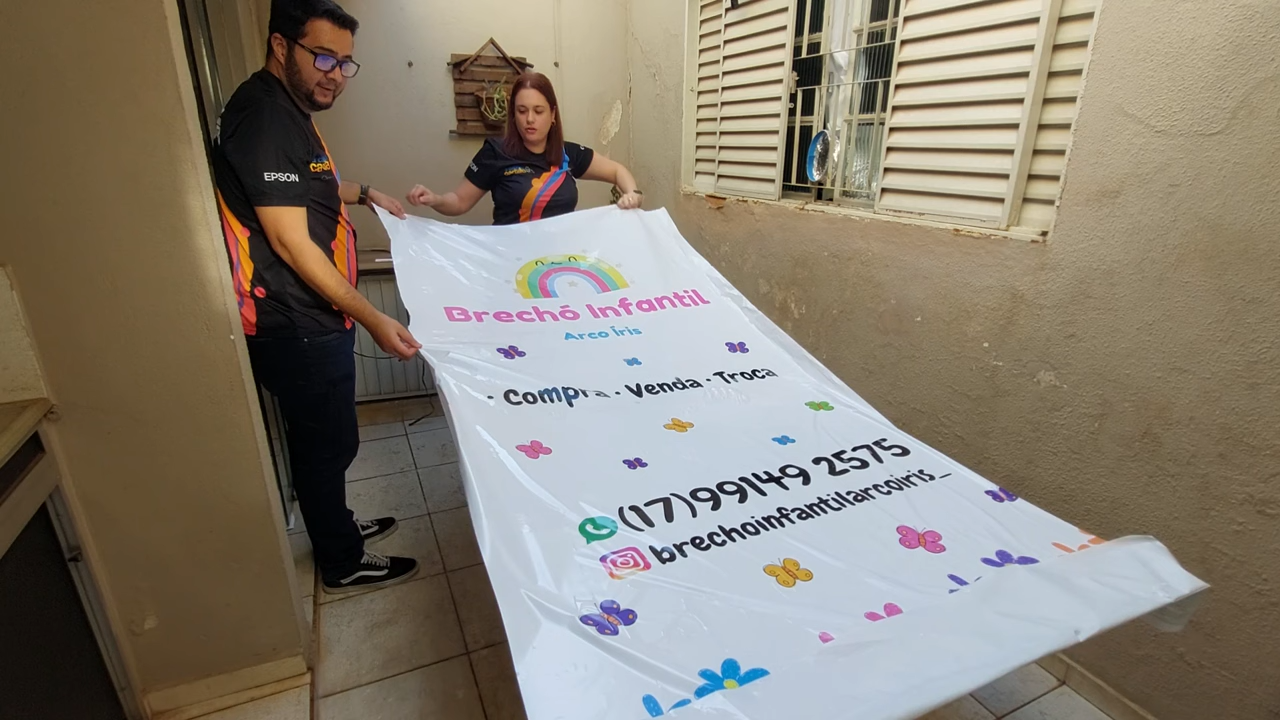 EPSON
Brechó Infantil
Arco Íris
• Compra • Venda • Troca
(17)99149 2575
brechoinfantilarcoiris_